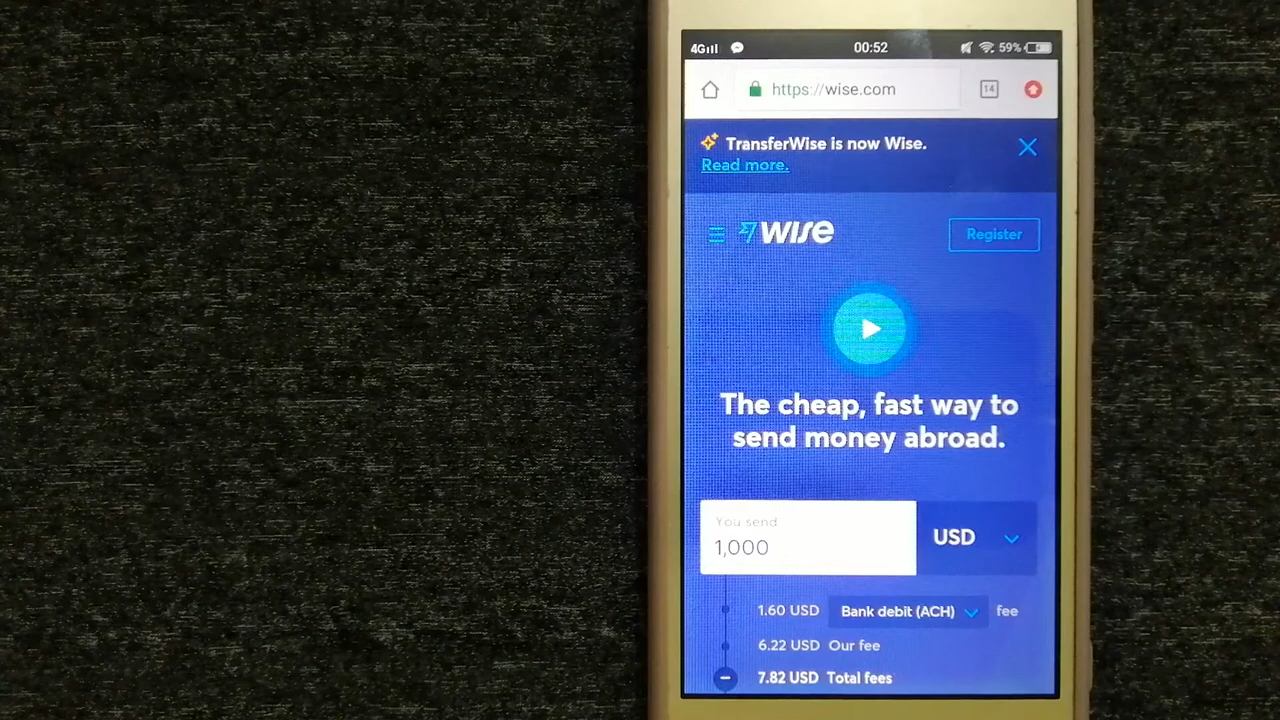 4G 00:52 59%
https://wise.com 14
TransferWise is now Wise.
Read more.
WISE Register
The cheap, fast way to
send money abroad.
You send
1,000 USD
1.60 USD Bank debit (ACH) fee
6.22 USD Our fee
7.82 USD Total fees